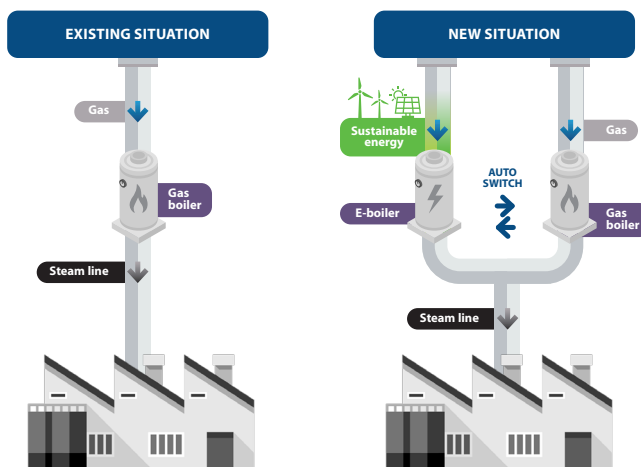 EXISTING SITUATION
Gas
Gas
boiler
Steam line
NEW SITUATION
Sustainable
energy
Gas
AUTO
SWITCH
E-boiler
Gas
boiler
Steam line